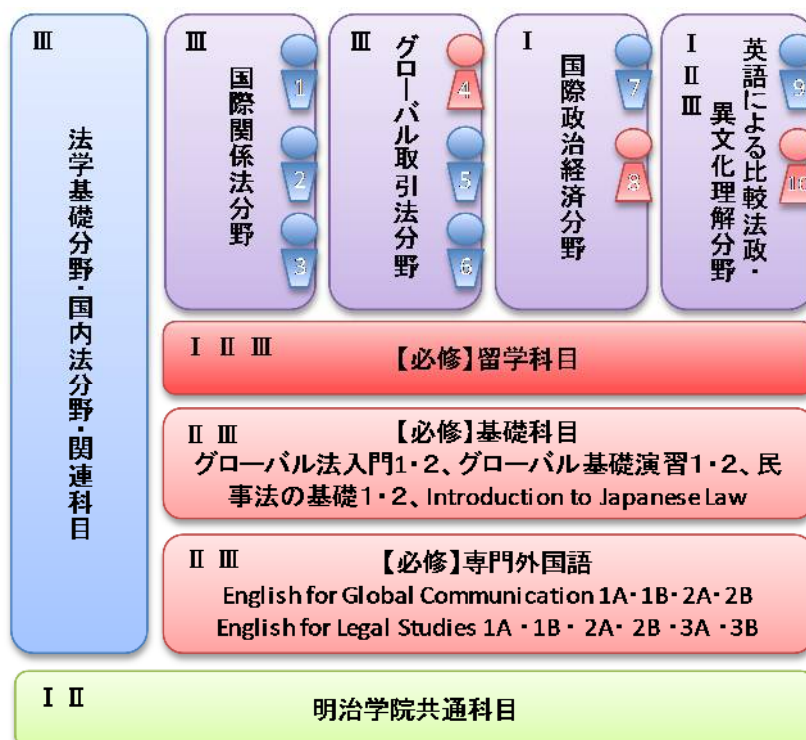 Ⅲ
法学基礎分野・国内法分野・関連科目
Ⅲ
国際関係法分野
1
2
3
Ⅲ
グローバル取引法分野
4
5
6
Ⅰ
国際政治経済分野
7
8
Ⅰ
Ⅱ
Ⅲ
英語による比較法政・
異文化理解分野
9
10
Ⅰ Ⅱ Ⅲ
【必修】留学科目
Ⅱ Ⅲ
【必修】基礎科目
グローバル法入門1・2、グローバル基礎演習1・2、民
事法の基礎1・2、Introduction to Japanese Law
Ⅱ Ⅲ
【必修】専門外国語
English for Global Communication 1A・1B・2A・2B
English for Legal Studies 1A ・1B・ 2A・ 2B ・3A ・3B
Ⅰ Ⅱ
明治学院共通科目